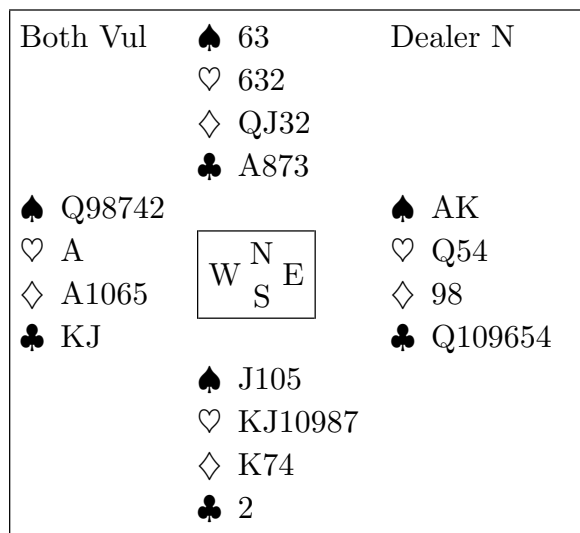 Both Vul ♠ 63 Dealer N
♡ 632
♢ QJ32
♣ A873
♠ Q98742 ♠ AK
♡ A ♡ Q54
♢ A1065 ♢ 98
♣ KJ ♣ Q109654
N
W E
S
♠ J105
♡ KJ10987
♢ K74
♣ 2